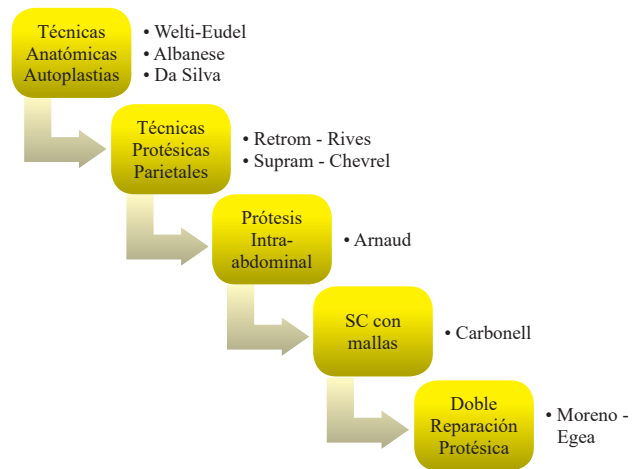 Técnicas
Anatómicas
Autoplastias
• Welti-Eudel
• Albanese
• Da Silva
Técnicas
Protésicas
Parietales
• Retrom - Rives
• Supram - Chevrel
Prótesis
Intra-
abdominal
• Arnaud
SC con
mallas
• Carbonell
Doble
Reparación
Protésica
• Moreno -
Egea